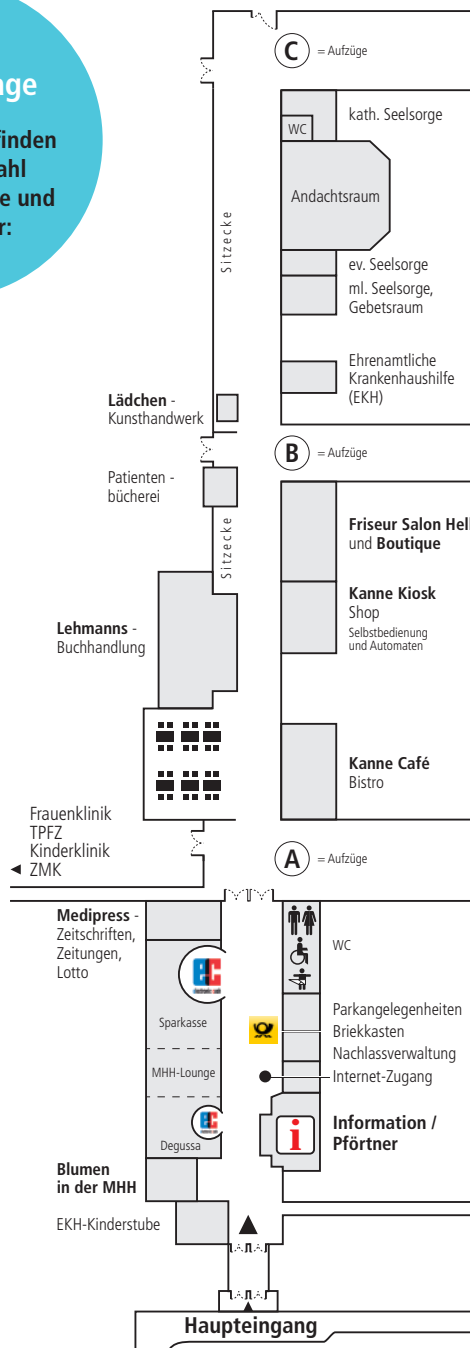 finden
e und
C = Aufzüge
kath. Seelsorge
WC
Andachtsraum
Sitzecke
ev. Seelsorge
ml. Seelsorge,
Gebetsraum
Ehrenamtliche
Krankenhaushilfe
(EKH)
Lädchen -
Kunsthandwerk
B = Aufzüge
Patienten -
bücherei
Sitzecke
Friseur Salon Hell
und Boutique
Kanne Kiosk
Shop
Selbstbedienung
und Automaten
Lehmanns -
Buchhandlung
Kanne Café
Bistro
Frauenklinik
TPFZ
Kinderklinik
ZMK
A = Aufzüge
Medipress -
Zeitschriften,
Zeitungen,
Lotto
WC
Sparkasse
Parkangelegenheiten
Briekkasten
Nachlassverwaltung
Internet-Zugang
MHH-Lounge
Degussa
i
Information /
Pförtner
Blumen
in der MHH
EKH-Kinderstube
Haupteingang